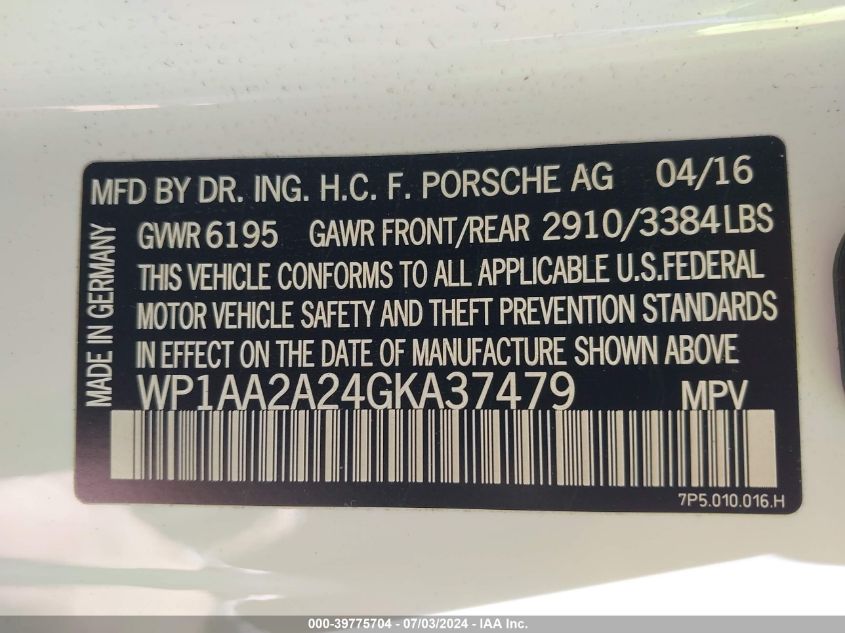 MFD BY DR. ING. H.C. F. PORSCHE AG 04/16
GVWR 6195 GAWR FRONT/REAR 2910/3384 LBS
THIS VEHICLE CONFORMS TO ALL APPLICABLE U.S.FEDERAL
MOTOR VEHICLE SAFETY AND THEFT PREVENTION STANDARDS
IN EFFECT ON THE DATE OF MANUFACTURE SHOWN ABOVE
WP1AA2A24GKA37479 MPV
MADE IN GERMANY
7P5.010.016.H
000-39775704 - 07/03/2024 - IAA Inc.